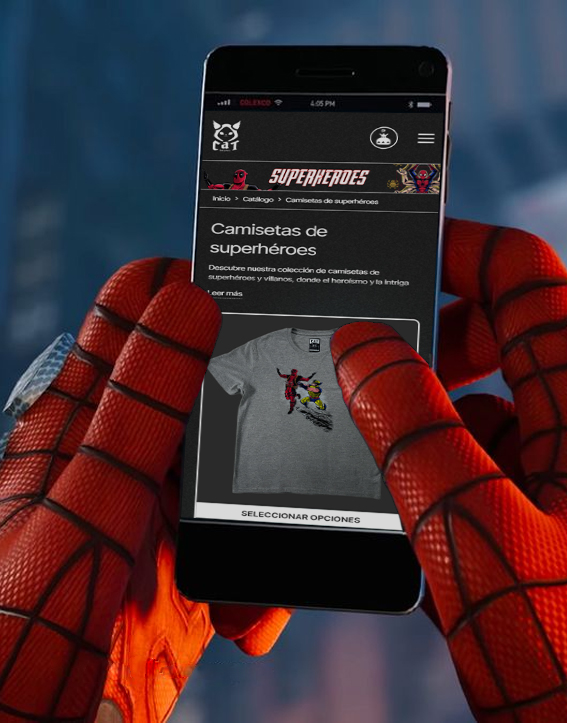 COLEXCO 4:05 PM
CaT
SUPERHEROES
Inicio > Catálogo > Camisetas de superhéroes
Camisetas de
superhéroes
Descubre nuestra colección de camisetas de
superhéroes y villanos, donde el heroísmo y la intriga
Leer más
SELECCIONAR OPCIONES